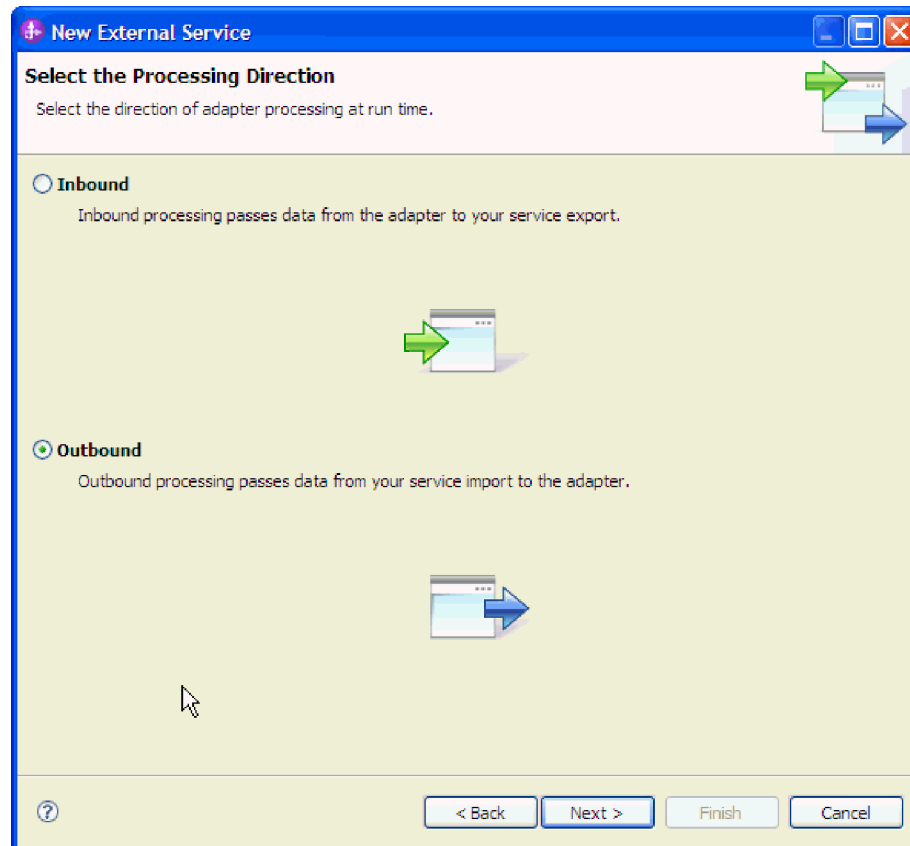 New External Service
Select the Processing Direction
Select the direction of adapter processing at run time.
Inbound
Inbound processing passes data from the adapter to your service export.
Outbound
Outbound processing passes data from your service import to the adapter.
?
< Back
Next >
Finish
Cancel